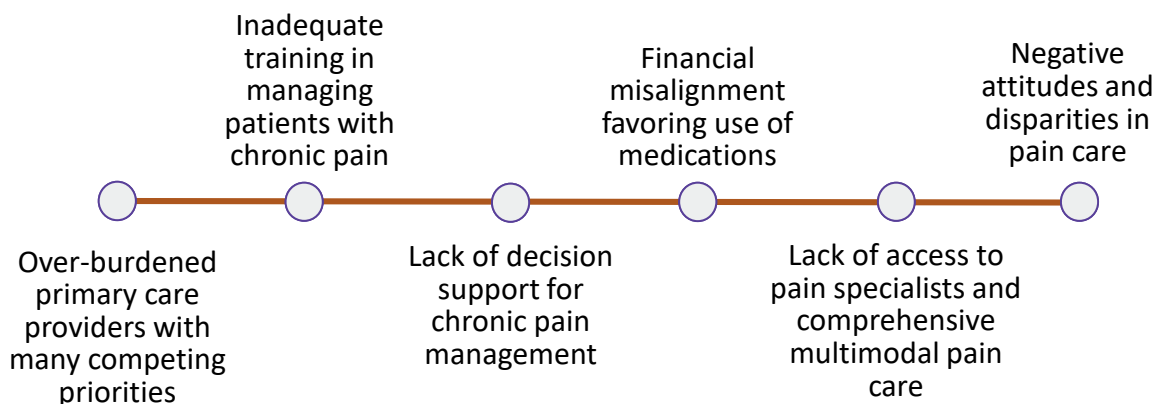 Over-burdened
primary care
providers with
many competing
priorities
Inadequate
training in
managing
patients with
chronic pain
Lack of decision
support for
chronic pain
management
Financial
misalignment
favoring use of
medications
Lack of access to
pain specialists and
comprehensive
multimodal pain
care
Negative
attitudes and
disparities in
pain care